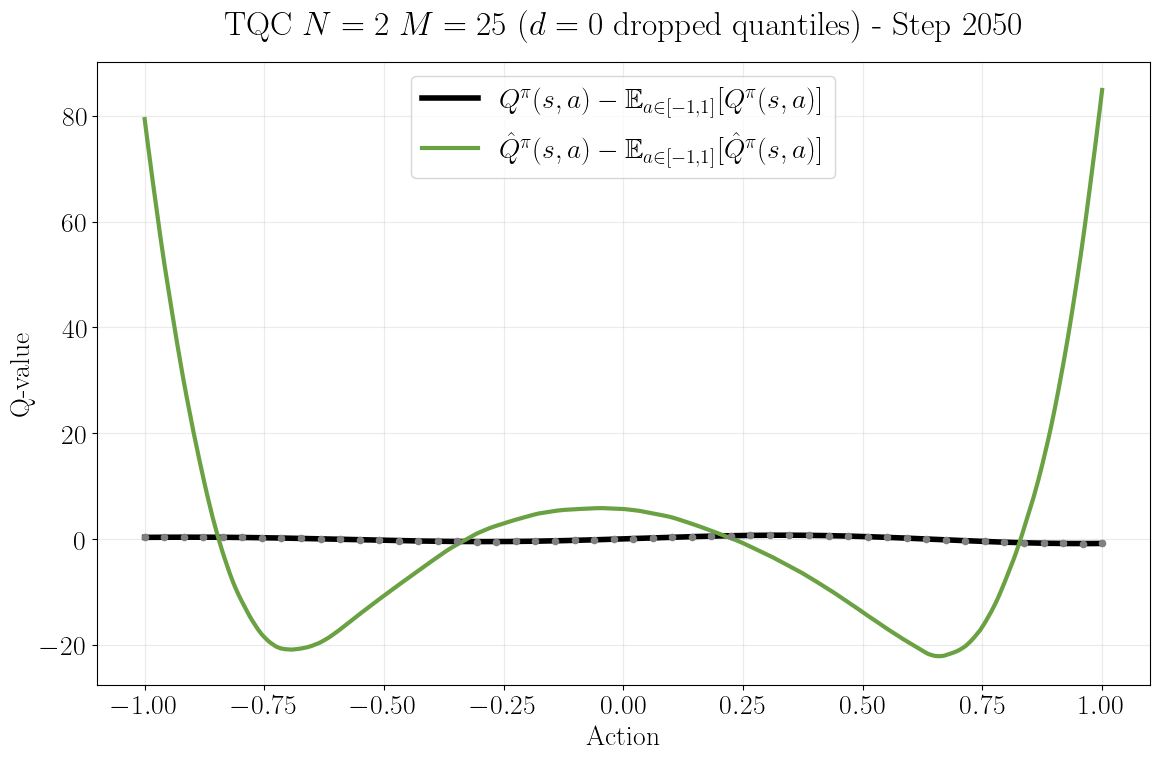 TQC N = 2 M = 25 (d = 0 dropped quantiles) - Step 2050
Q^π(s, a) − 𝔼_{a∈[−1,1]}[Q^π(s, a)]
Q̂^π(s, a) − 𝔼_{a∈[−1,1]}[Q̂^π(s, a)]
80
60
40
20
0
−20
Q-value
−1.00 −0.75 −0.50 −0.25 0.00 0.25 0.50 0.75 1.00
Action